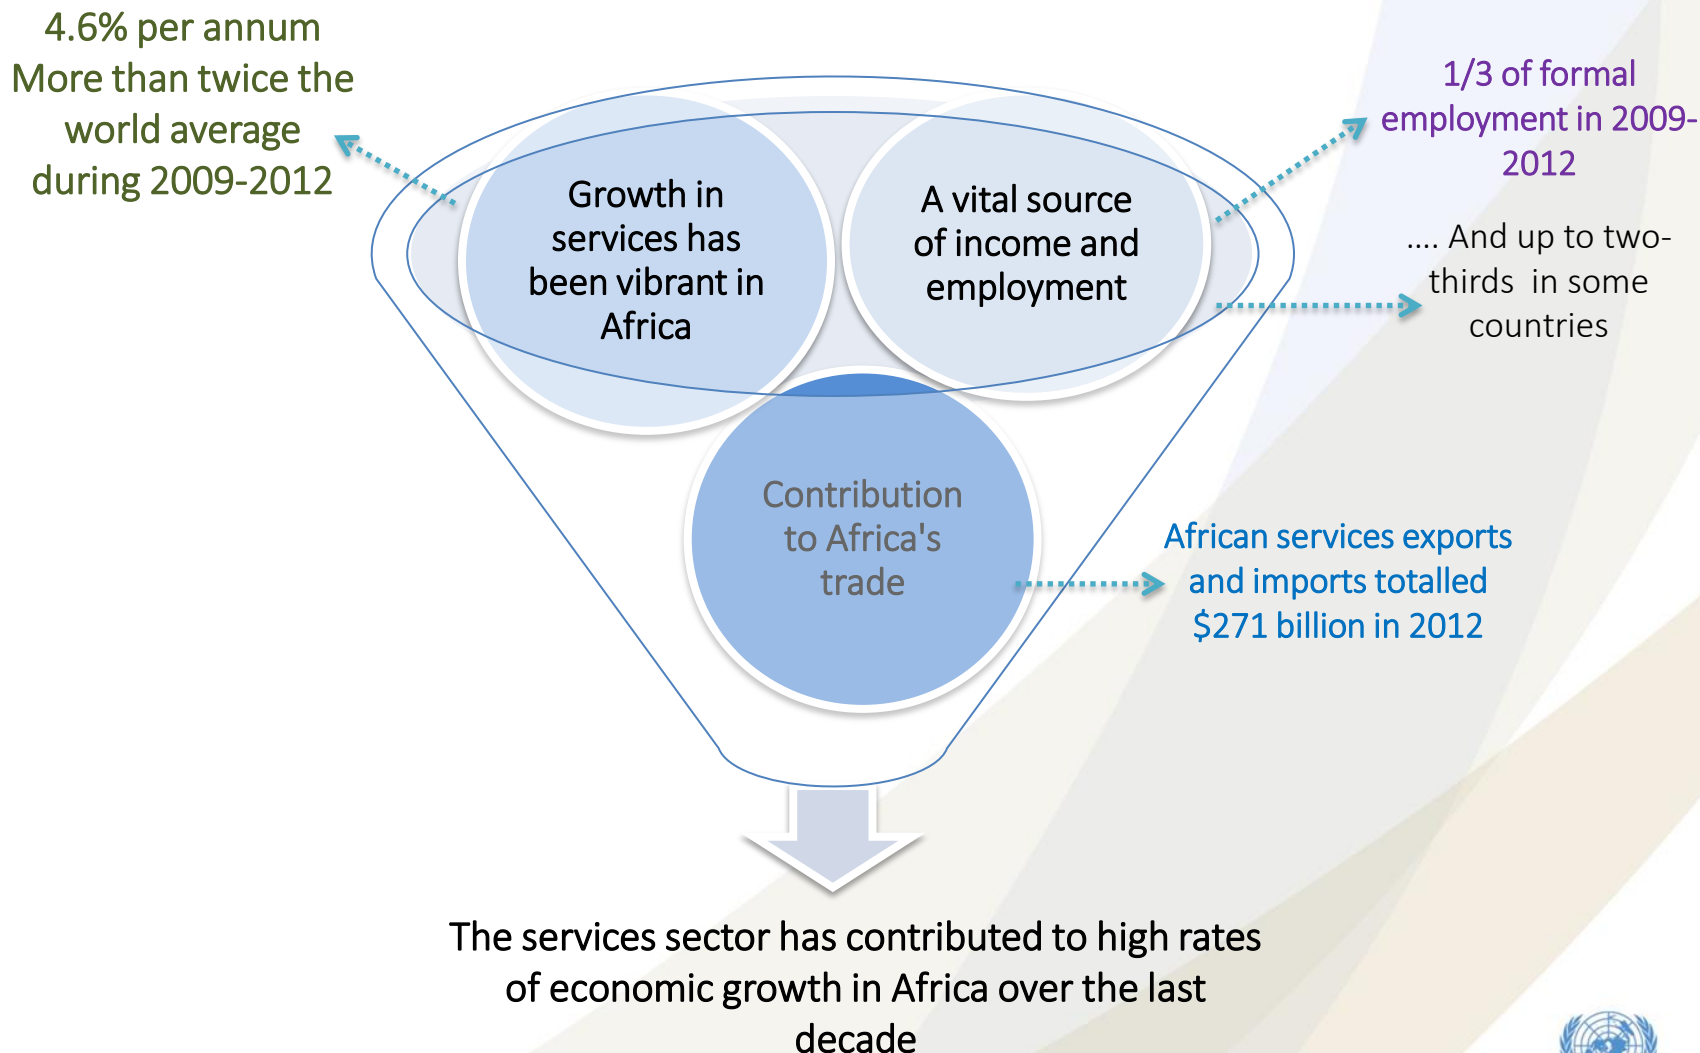 4.6% per annum
More than twice the
world average
during 2009-2012
Growth in
services has
been vibrant in
Africa
A vital source
of income and
employment
1/3 of formal
employment in 2009-
2012
.... And up to two-
thirds  in some
countries
Contribution
to Africa's
trade
African services exports
and imports totalled
$271 billion in 2012
The services sector has contributed to high rates
of economic growth in Africa over the last
decade